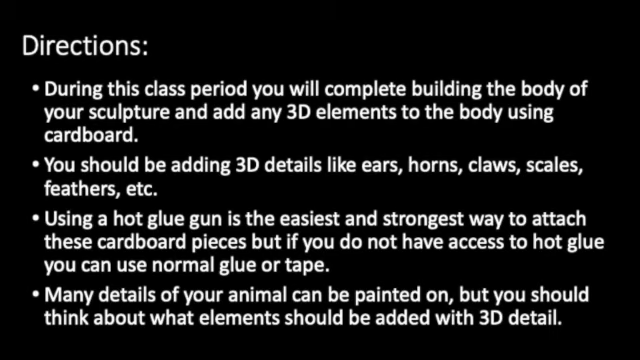 Directions:
• During this class period you will complete building the body of
your sculpture and add any 3D elements to the body using
cardboard.
• You should be adding 3D details like ears, horns, claws, scales,
feathers, etc.
• Using a hot glue gun is the easiest and strongest way to attach
these cardboard pieces but if you do not have access to hot glue
you can use normal glue or tape.
• Many details of your animal can be painted on, but you should
think about what elements should be added with 3D detail.